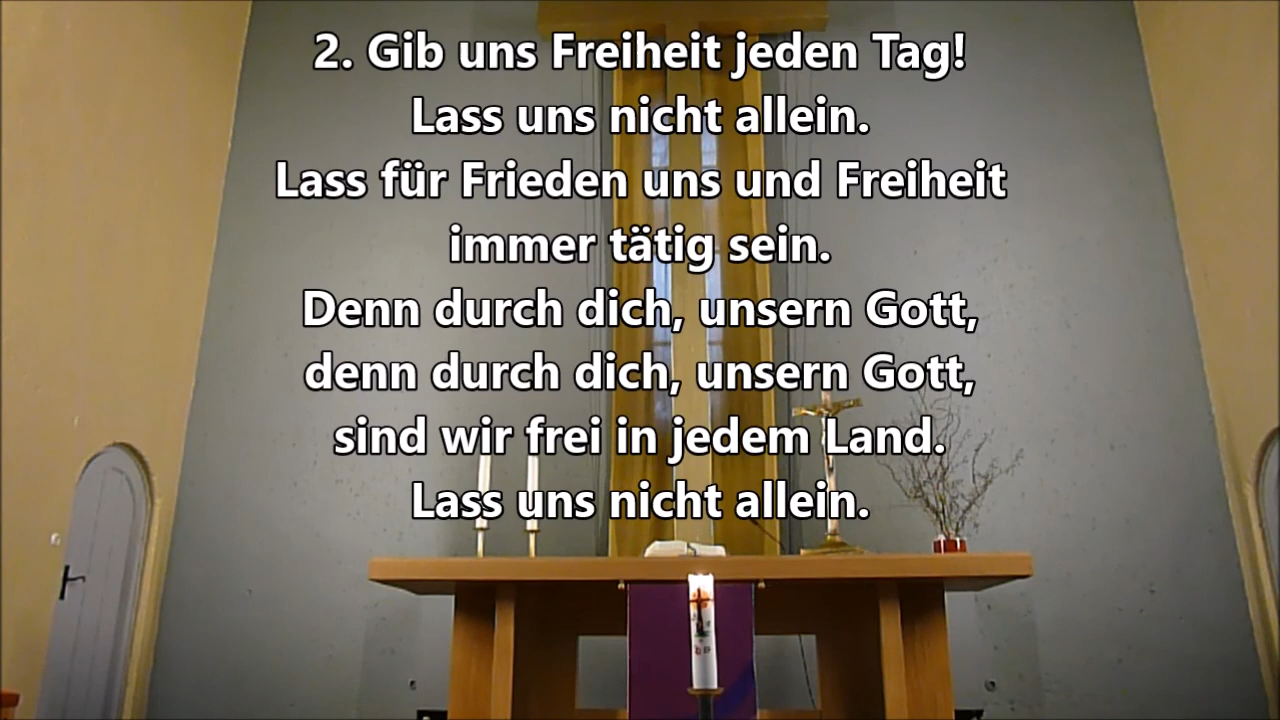 2. Gib uns Freiheit jeden Tag!
Lass uns nicht allein.
Lass für Frieden uns und Freiheit
immer tätig sein.
Denn durch dich, unsern Gott,
denn durch dich, unsern Gott,
sind wir frei in jedem Land.
Lass uns nicht allein.